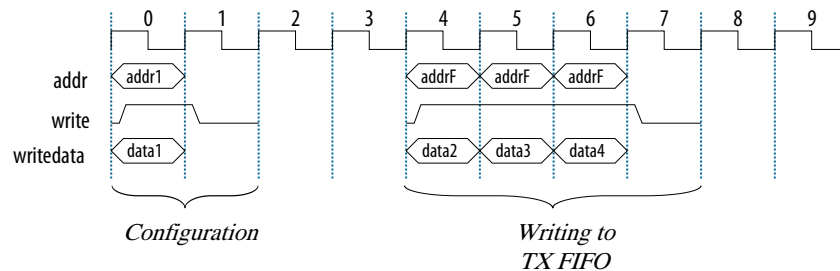 0 1 2 3 4 5 6 7 8 9
addr addr1 addrF addrF addrF
write
writedata data1 data2 data3 data4
Configuration Writing to
TX FIFO